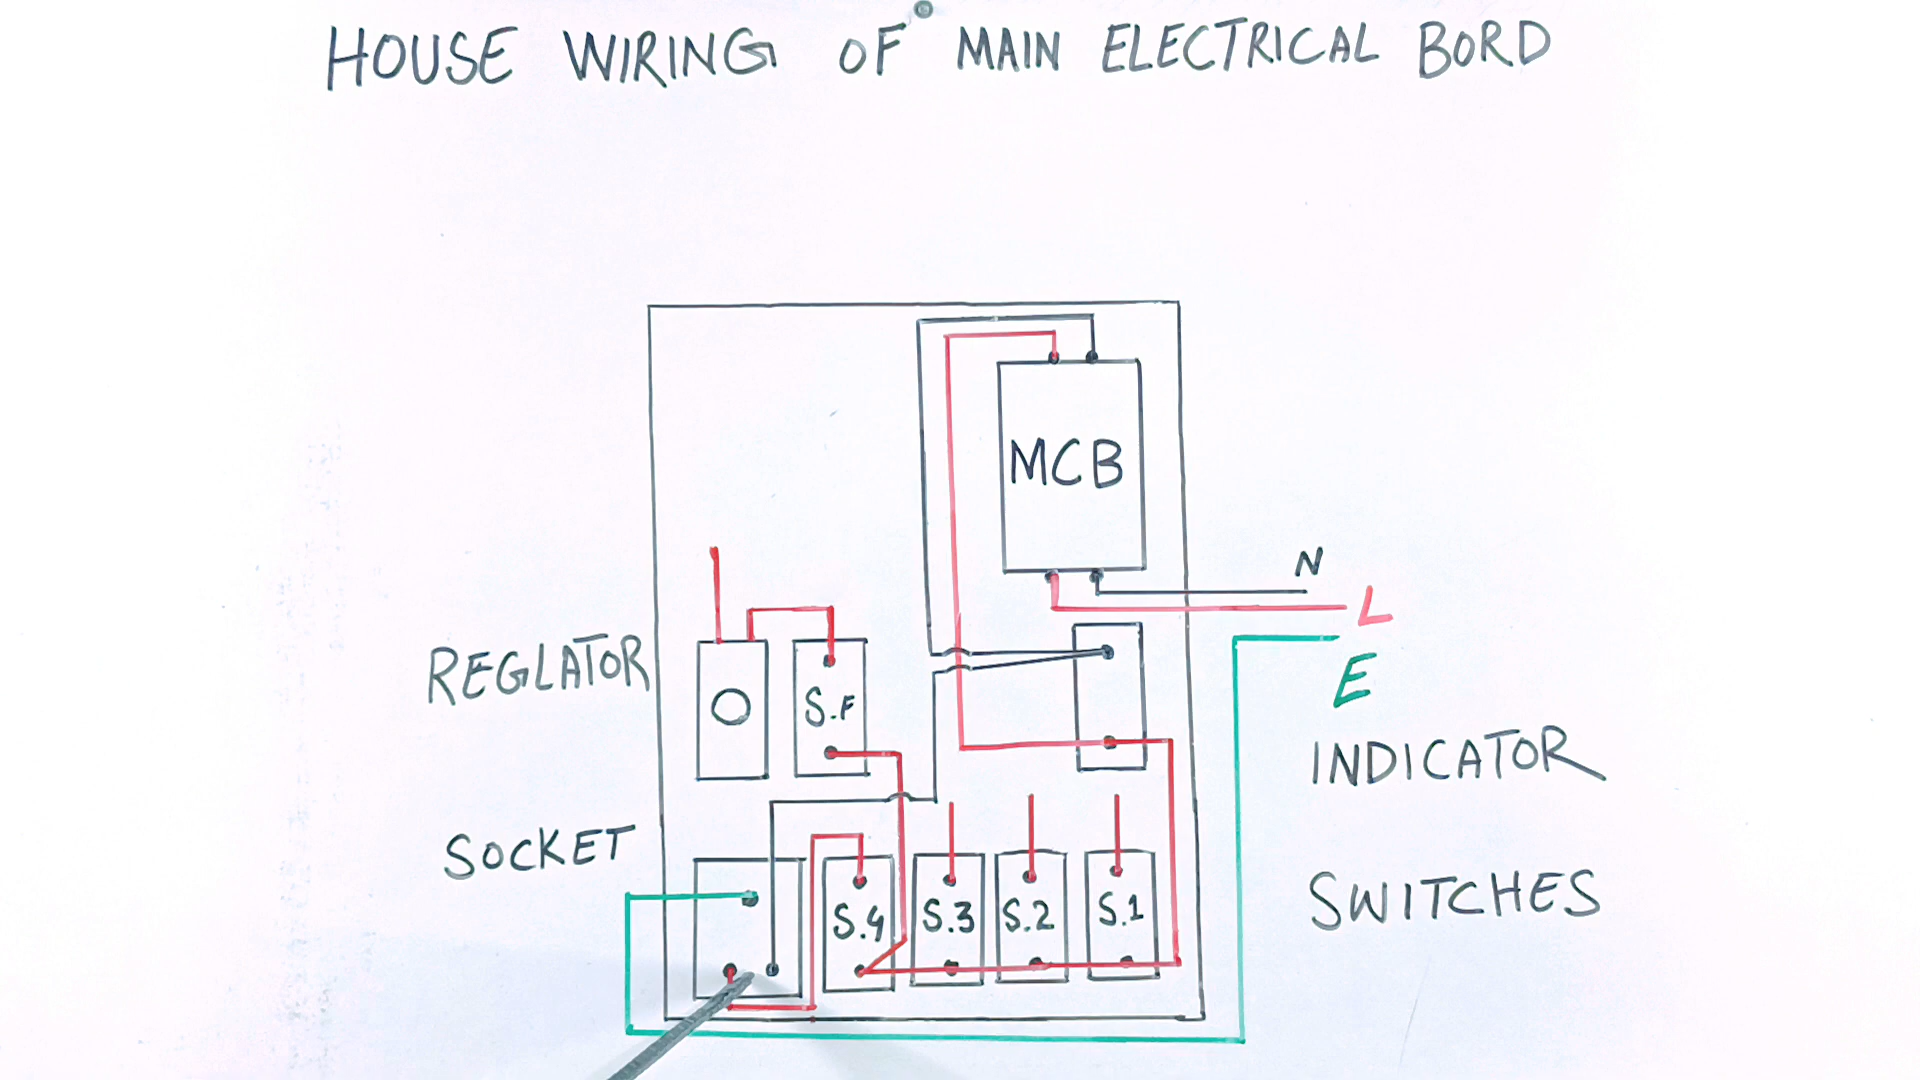 HOUSE WIRING OF MAIN ELECTRICAL BORD
MCB
N
L
E
REGLATOR
S.F
INDICATOR
SOCKET
S.4
S.3
S.2
S.1
SWITCHES